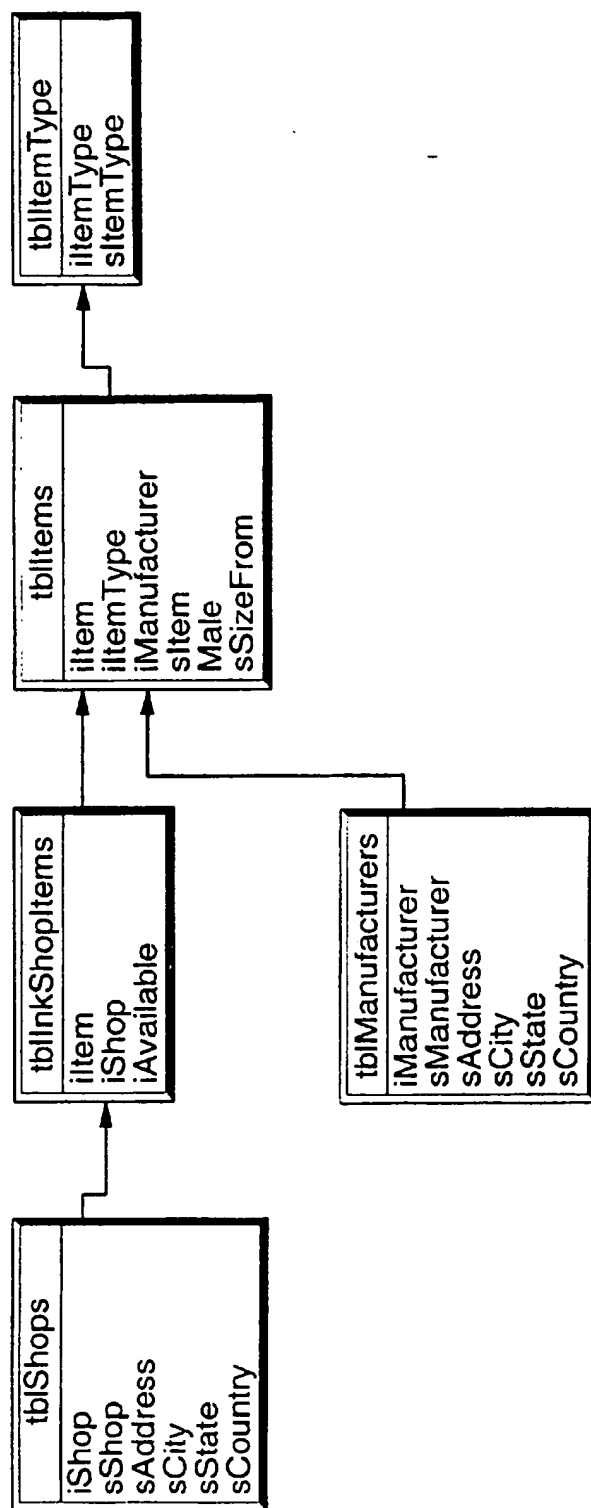 tblShops
iShop
sShop
sAddress
sCity
sState
sCountry
tblInkShopItems
iItem
iShop
iAvailable
tblManufacturers
iManufacturer
sManufacturer
sAddress
sCity
sState
sCountry
tblItems
iItem
iItemType
iManufacturer
sItem
Male
sSizeFrom
tblItemType
iItemType
sItemType